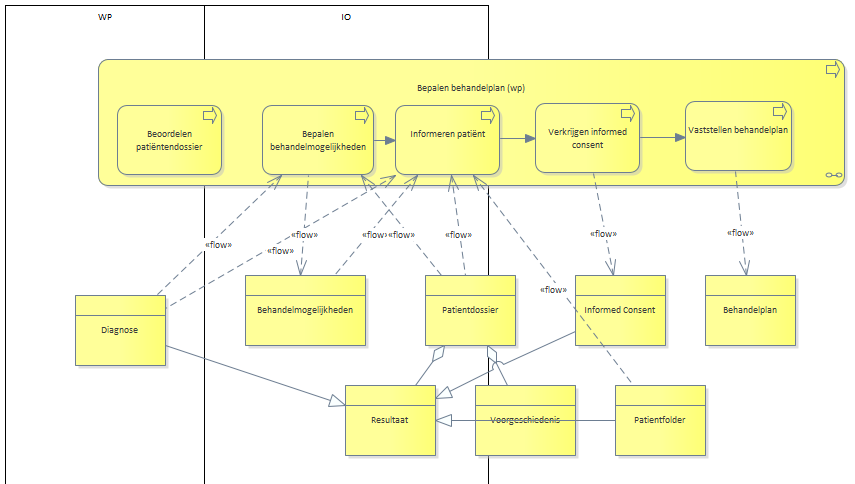 WP
IO
Bepalen behandelplan (wp)
Beoordelen
patiëntendossier
Bepalen
behandelmogelijkheden
Informeren patiënt
Verkrijgen informed
consent
Vaststellen behandelplan
«flow»
«flow»
«flow»
«flow»
«flow»
«flow»
«flow»
«flow»
«flow»
Diagnose
Behandelmogelijkheden
Patientdossier
Informed Consent
Behandelplan
Resultaat
Voorgeschiedenis
Patientfolder